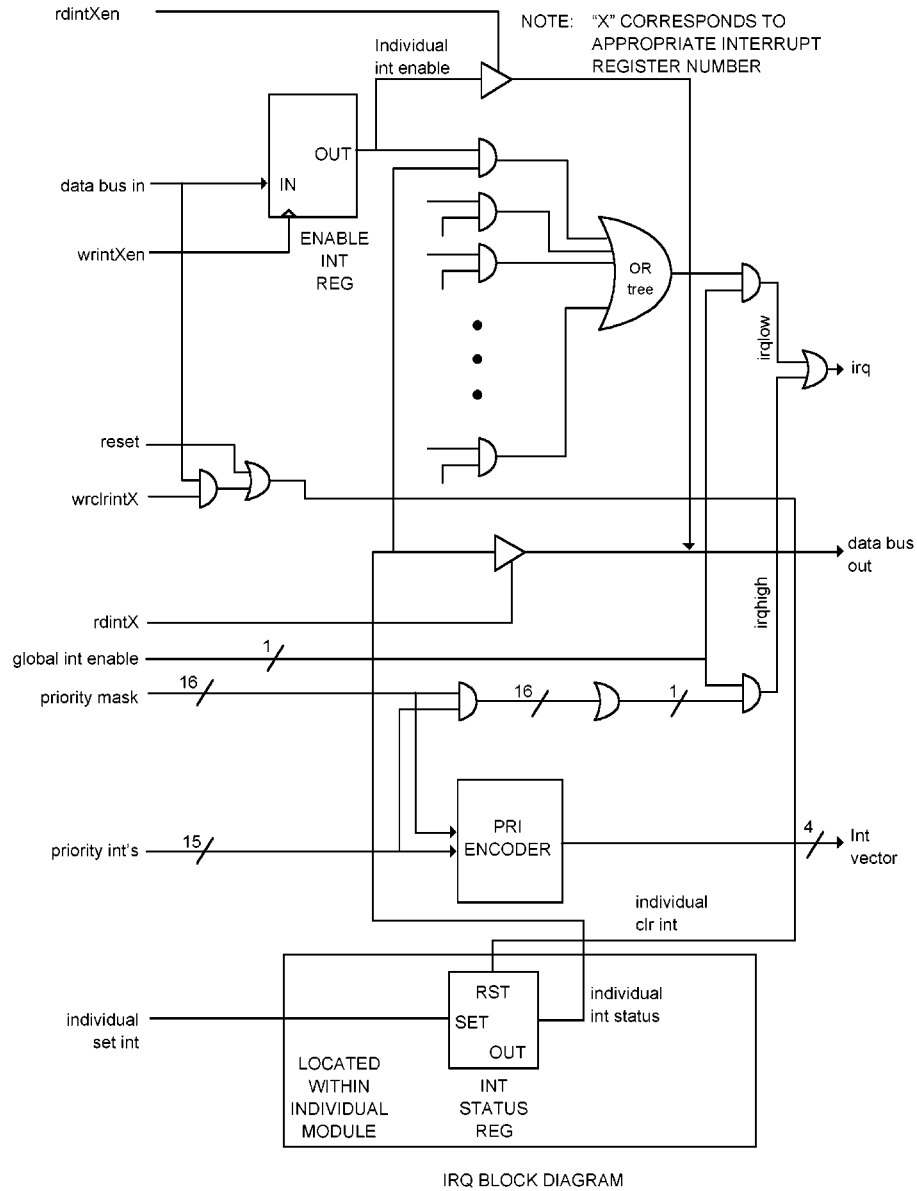 rdintXen
NOTE: "X" CORRESPONDS TO
APPROPRIATE INTERRUPT
REGISTER NUMBER
Individual
int enable
OUT
IN
data bus in
wrintXen
ENABLE
INT
REG
OR
tree
irqlow
irq
reset
wrclrintX
data bus
out
irqhigh
rdintX
global int enable
1
priority mask
16
16
1
PRI
ENCODER
priority int's
15
4
Int
vector
individual
clr int
RST
SET
OUT
individual
int status
individual
set int
LOCATED
WITHIN
INDIVIDUAL
MODULE
INT
STATUS
REG
IRQ BLOCK DIAGRAM